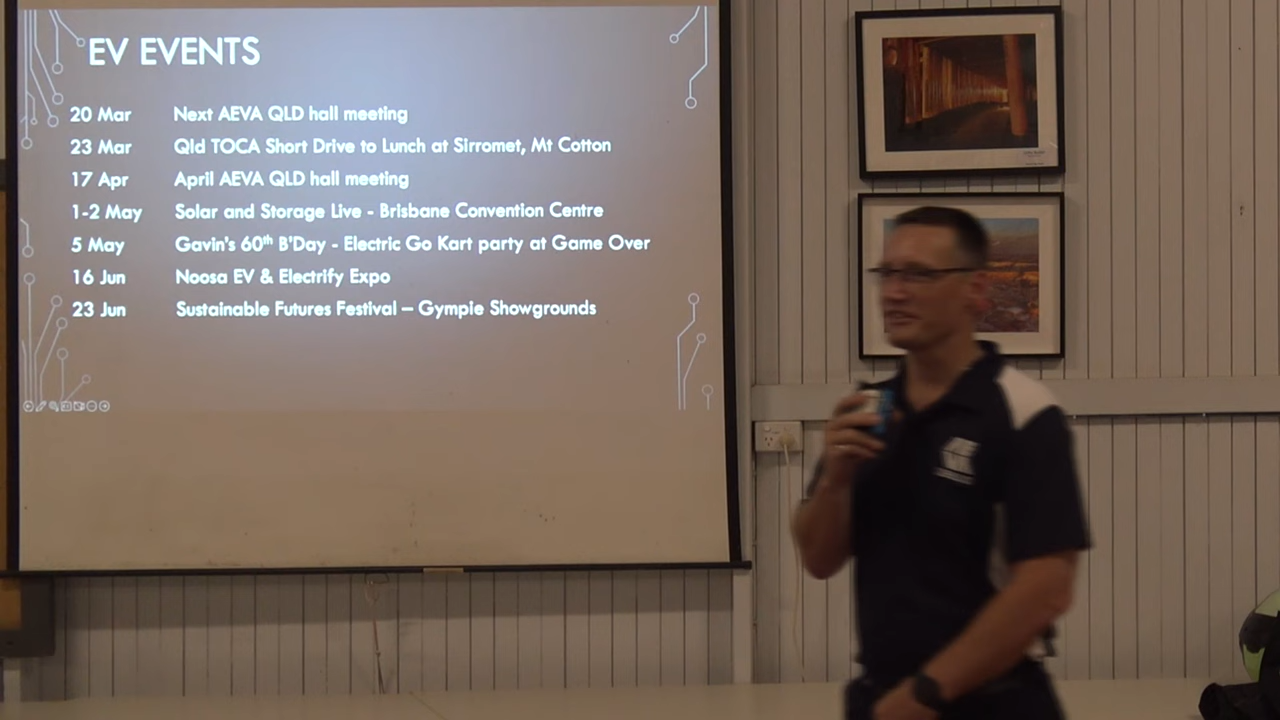 EV EVENTS
20 Mar Next AEVA QLD hall meeting
23 Mar Qld TOCA Short Drive to Lunch at Sirromet, Mt Cotton
17 Apr April AEVA QLD hall meeting
1-2 May Solar and Storage Live - Brisbane Convention Centre
5 May Gavin's 60th B'Day - Electric Go Kart party at Game Over
16 Jun Noosa EV & Electrify Expo
23 Jun Sustainable Futures Festival – Gympie Showgrounds